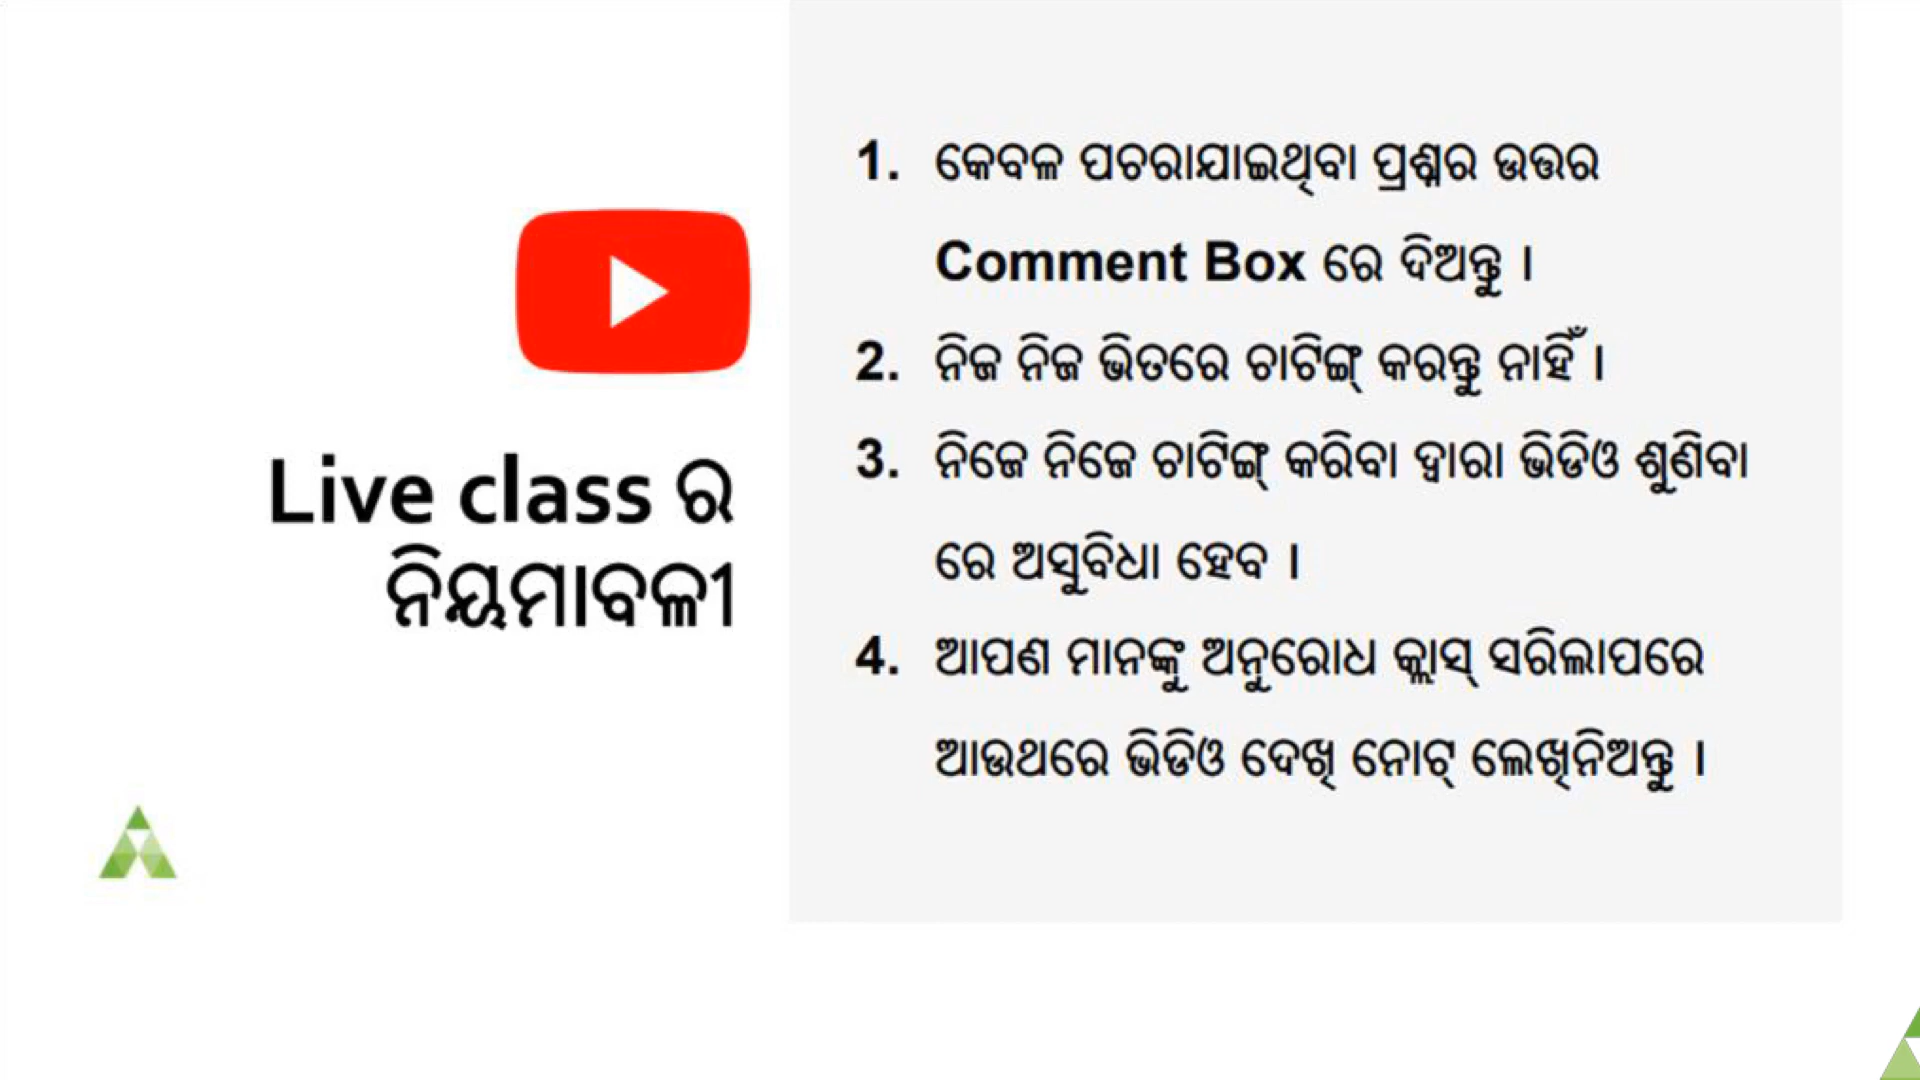 Live class ର
ନିୟମାବଳୀ
1. କେବଳ ପଚରାଯାଇଥିବା ପ୍ରଶ୍ନର ଉତ୍ତର
Comment Box ରେ ଦିଅନ୍ତୁ ।
2. ନିଜ ନିଜ ଭିତରେ ଚାଟିଙ୍ଗ୍ କରନ୍ତୁ ନାହିଁ ।
3. ନିଜେ ନିଜେ ଚାଟିଙ୍ଗ୍ କରିବା ଦ୍ୱାରା ଭିଡିଓ ଶୁଣିବା
ରେ ଅସୁବିଧା ହେବ ।
4. ଆପଣ ମାନଙ୍କୁ ଅନୁରୋଧ କ୍ଲାସ୍ ସରିଲାପରେ
ଆଉଥରେ ଭିଡିଓ ଦେଖି ନୋଟ୍ ଲେଖିନିଅନ୍ତୁ ।